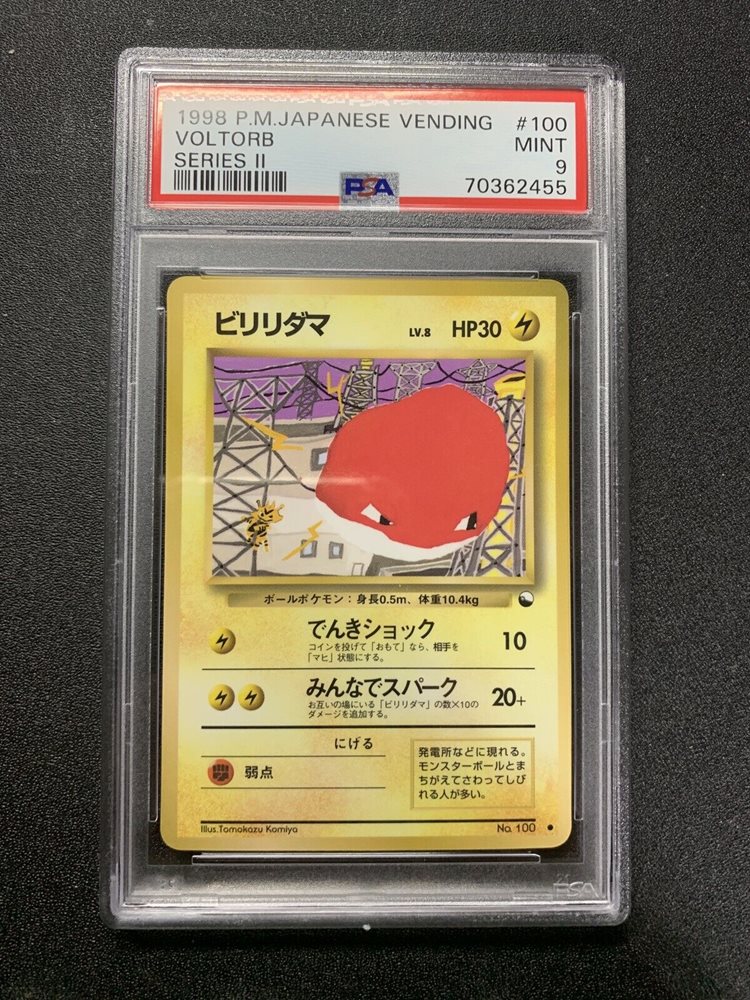 1998 P.M.JAPANESE VENDING #100
VOLTORB MINT
SERIES II 9
PSA 70362455
ビリリダマ LV.8 HP30
ボールポケモン：身長0.5m、体重10.4kg
でんきショック 10
コインを投げて「おもて」なら、相手を
「マヒ」状態にする。
みんなでスパーク 20+
お互いの場にいる「ビリリダマ」の数×10の
ダメージを追加する。
にげる
弱点
発電所などに現れる。
モンスターボールとま
ちがえてさわってしび
れる人が多い。
Illus.Tomokazu Komiya No. 100
PSA